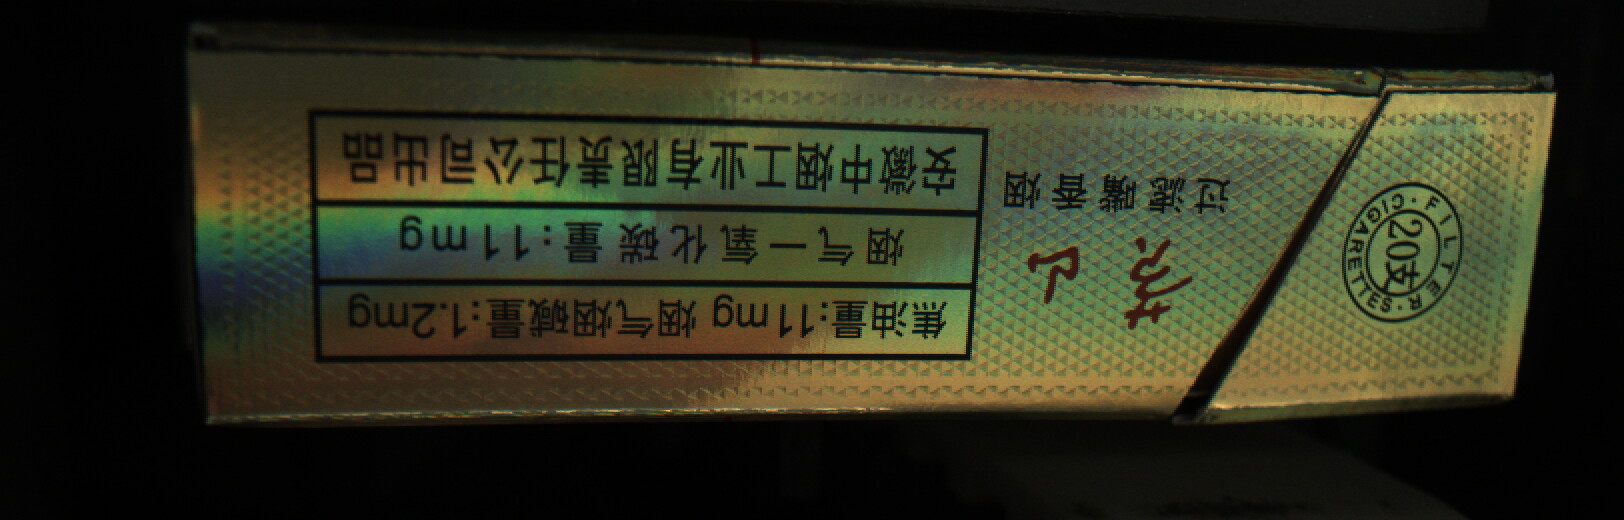 FILTER · CIGARETTES ·
20支
黄山
过滤嘴香烟
焦油量:11mg 烟气烟碱量:1.2mg
烟气一氧化碳量:11mg
安徽中烟工业有限责任公司出品